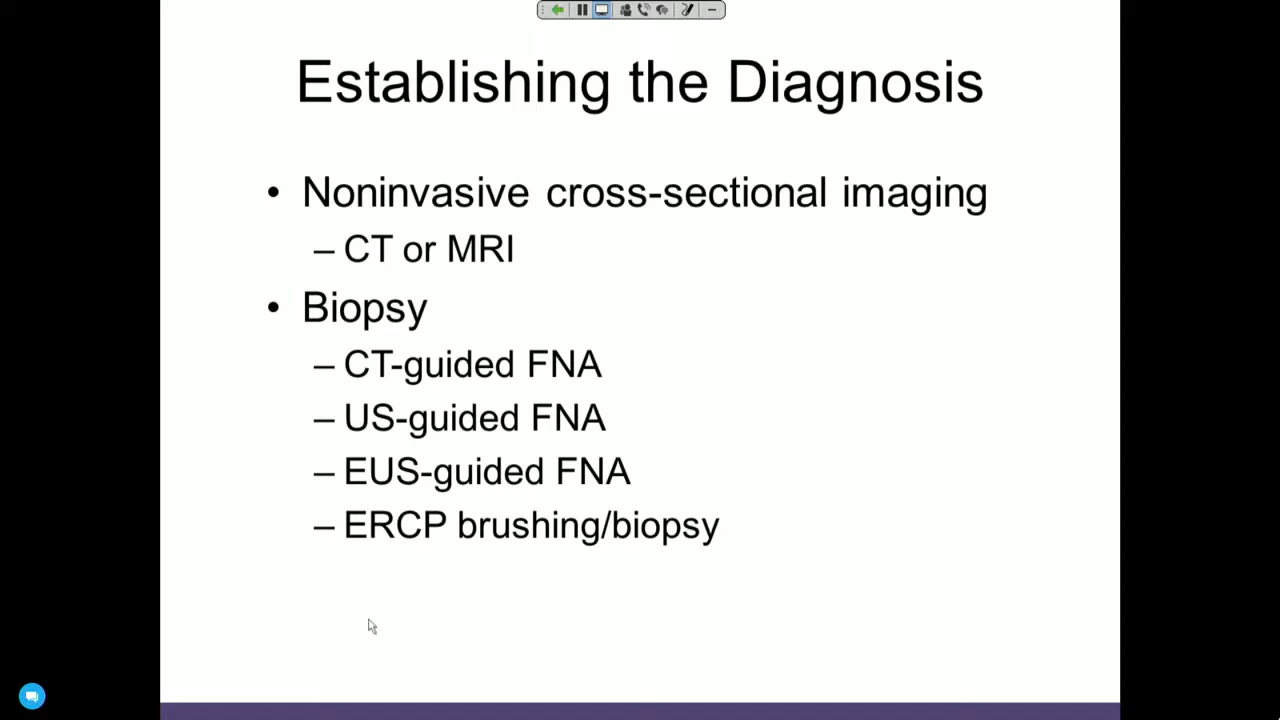 Establishing the Diagnosis
• Noninvasive cross-sectional imaging
– CT or MRI
• Biopsy
– CT-guided FNA
– US-guided FNA
– EUS-guided FNA
– ERCP brushing/biopsy